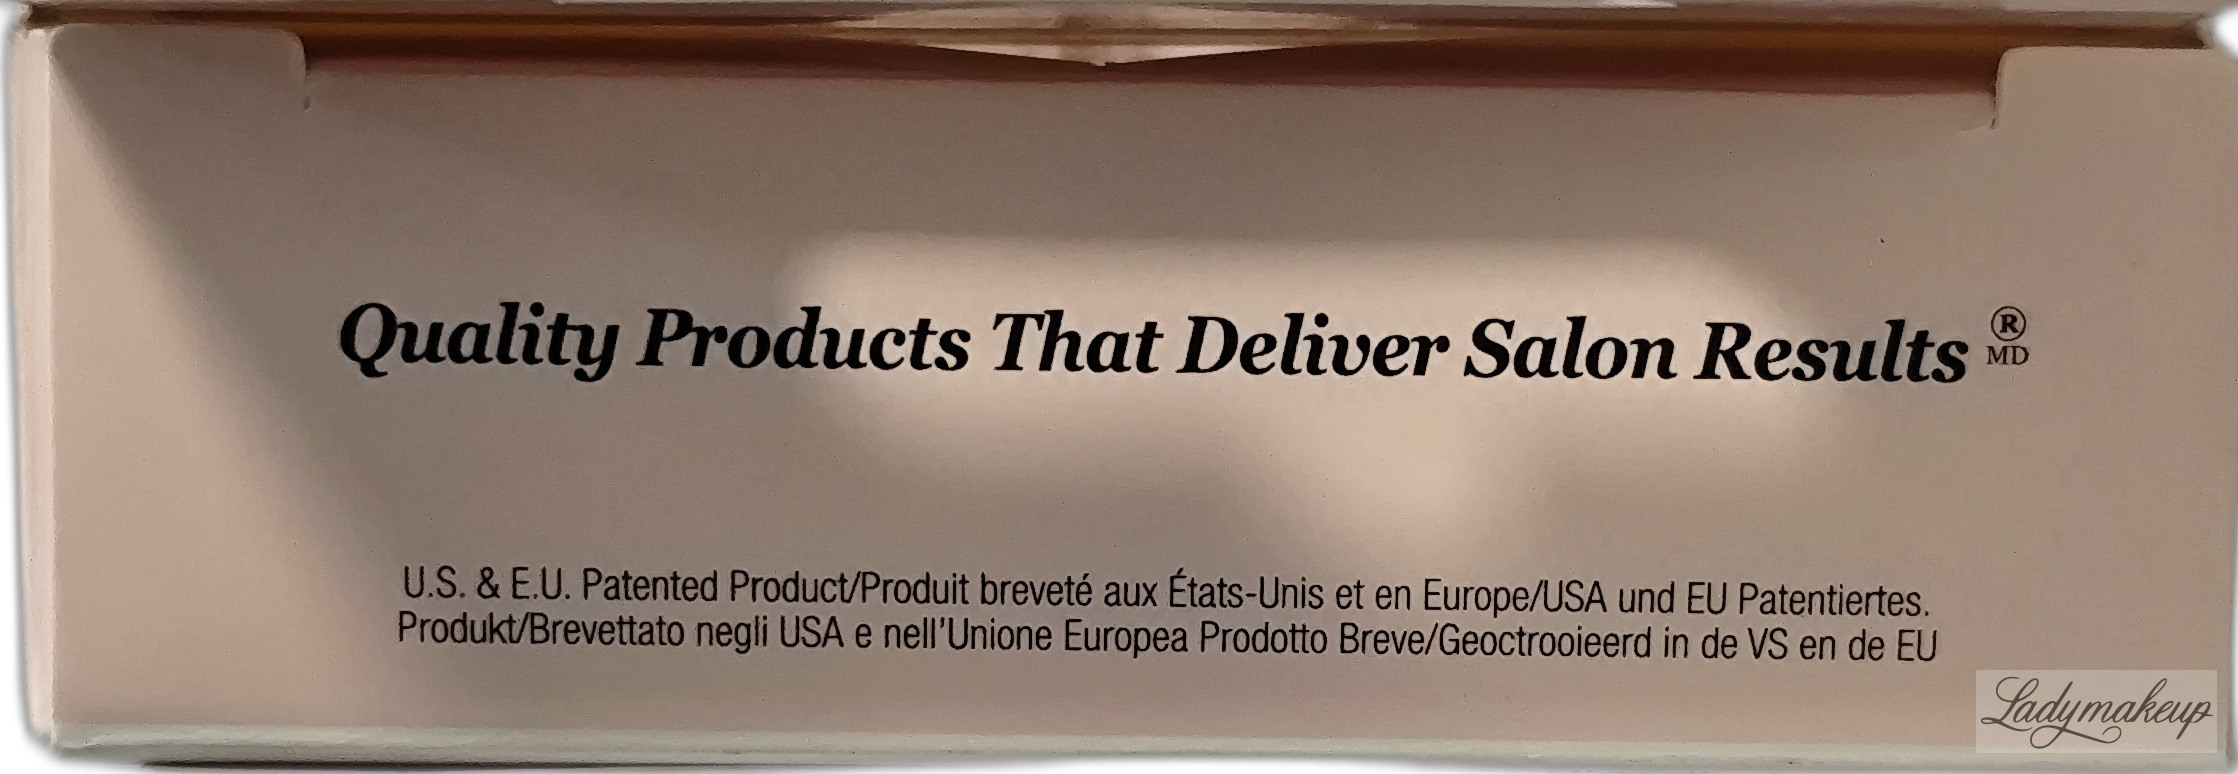 Quality Products That Deliver Salon Results ®
MD
U.S. & E.U. Patented Product/Produit breveté aux États-Unis et en Europe/USA und EU Patentiertes.
Produkt/Brevettato negli USA e nell'Unione Europea Prodotto Breve/Geoctrooieerd in de VS en de EU
Ladymakeup